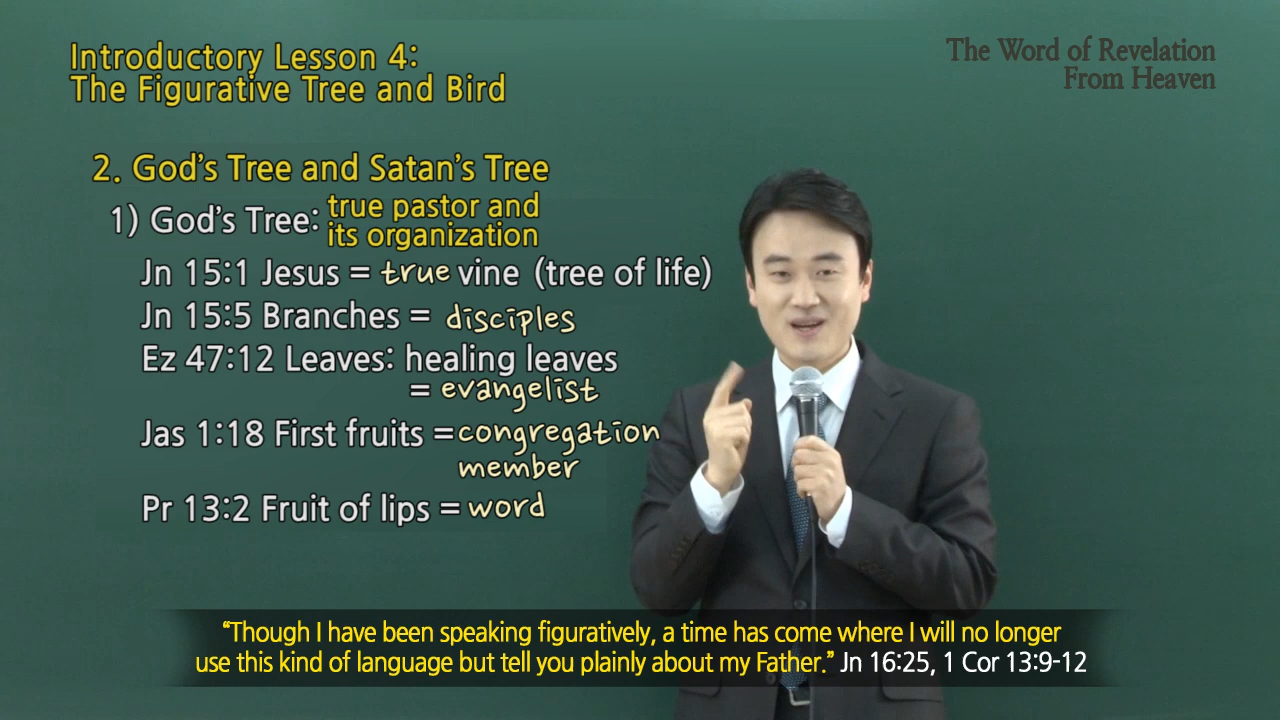 Introductory Lesson 4:
The Figurative Tree and Bird
The Word of Revelation
From Heaven
2. God's Tree and Satan's Tree
1) God's Tree: true pastor and
its organization
Jn 15:1 Jesus = true vine (tree of life)
Jn 15:5 Branches = disciples
Ez 47:12 Leaves: healing leaves
= evangelist
Jas 1:18 First fruits = congregation
member
Pr 13:2 Fruit of lips = word
“Though I have been speaking figuratively, a time has come where I will no longer
use this kind of language but tell you plainly about my Father.” Jn 16:25, 1 Cor 13:9-12